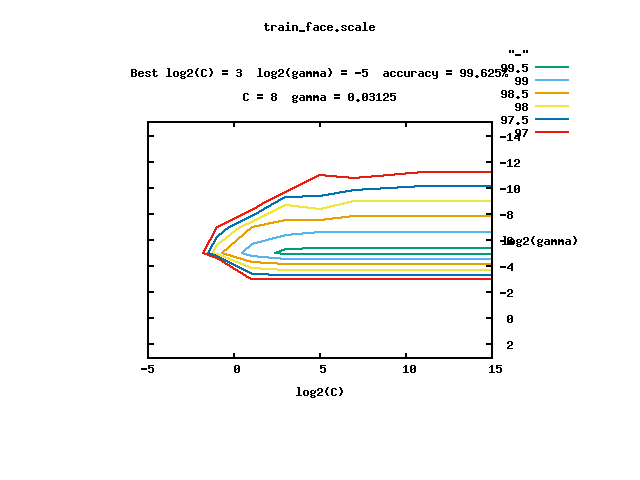 train_face.scale
"_"
Best log2(C) = 3  log2(gamma) = -5  accuracy = 99.625%
99.5
99
C = 8  gamma = 0.03125
98.5
98
97.5
97
-14
-12
-10
-8
-6
log2(gamma)
-4
-2
0
2
-5 0 5 10 15
log2(C)